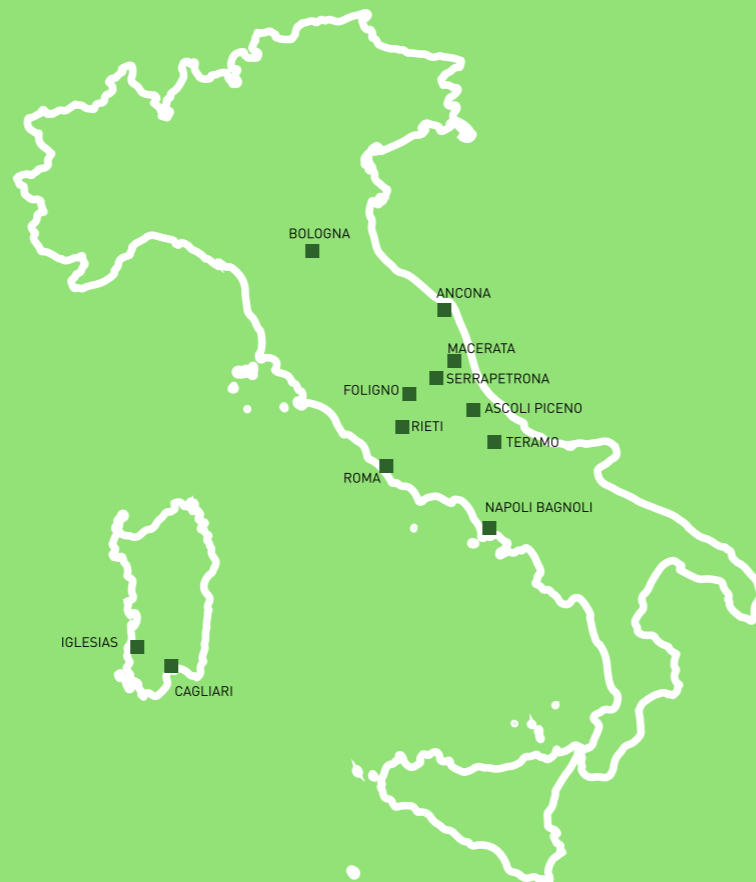 BOLOGNA
ANCONA
MACERATA
SERRAPETRONA
FOLIGNO
ASCOLI PICENO
RIETI
TERAMO
ROMA
NAPOLI BAGNOLI
IGLESIAS
CAGLIARI